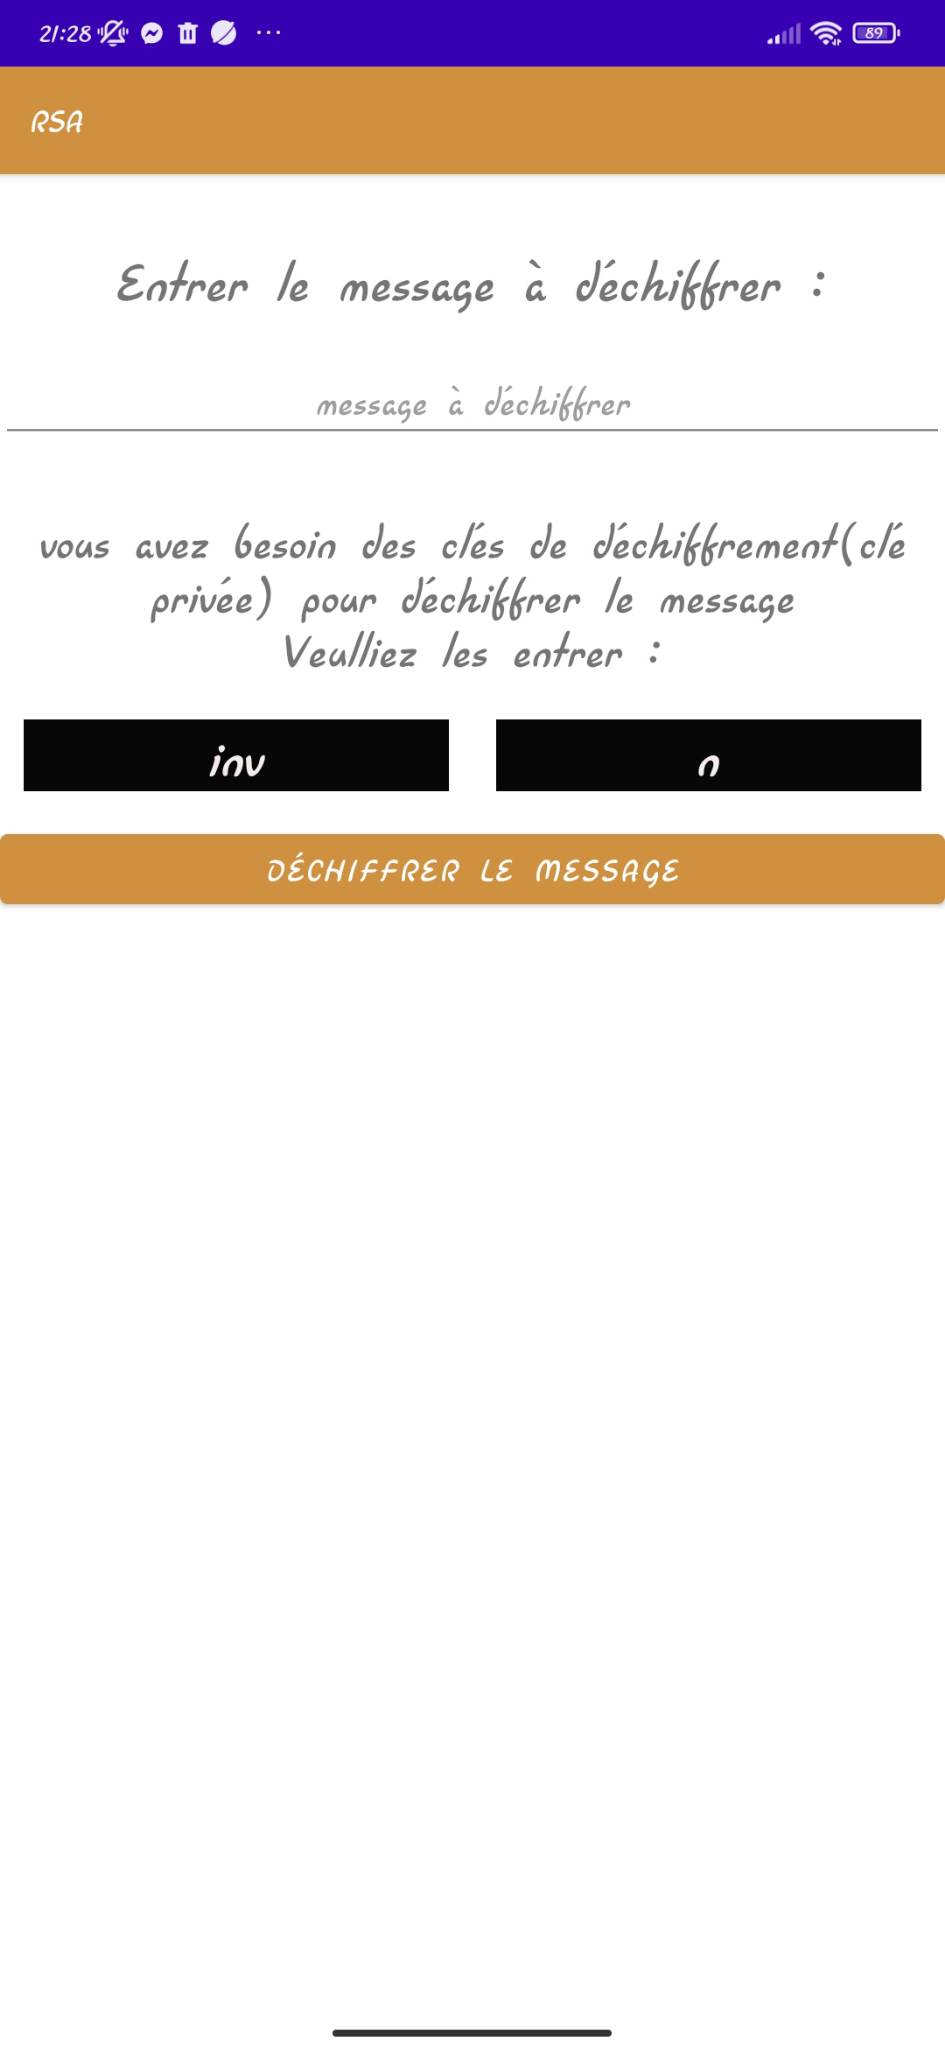 21:28 ... 89
RSA
Entrer le message à déchiffrer :
message à déchiffrer
vous avez besoin des clés de déchiffrement(clé
privée) pour déchiffrer le message
Veulliez les entrer :
inv n
DÉCHIFFRER LE MESSAGE